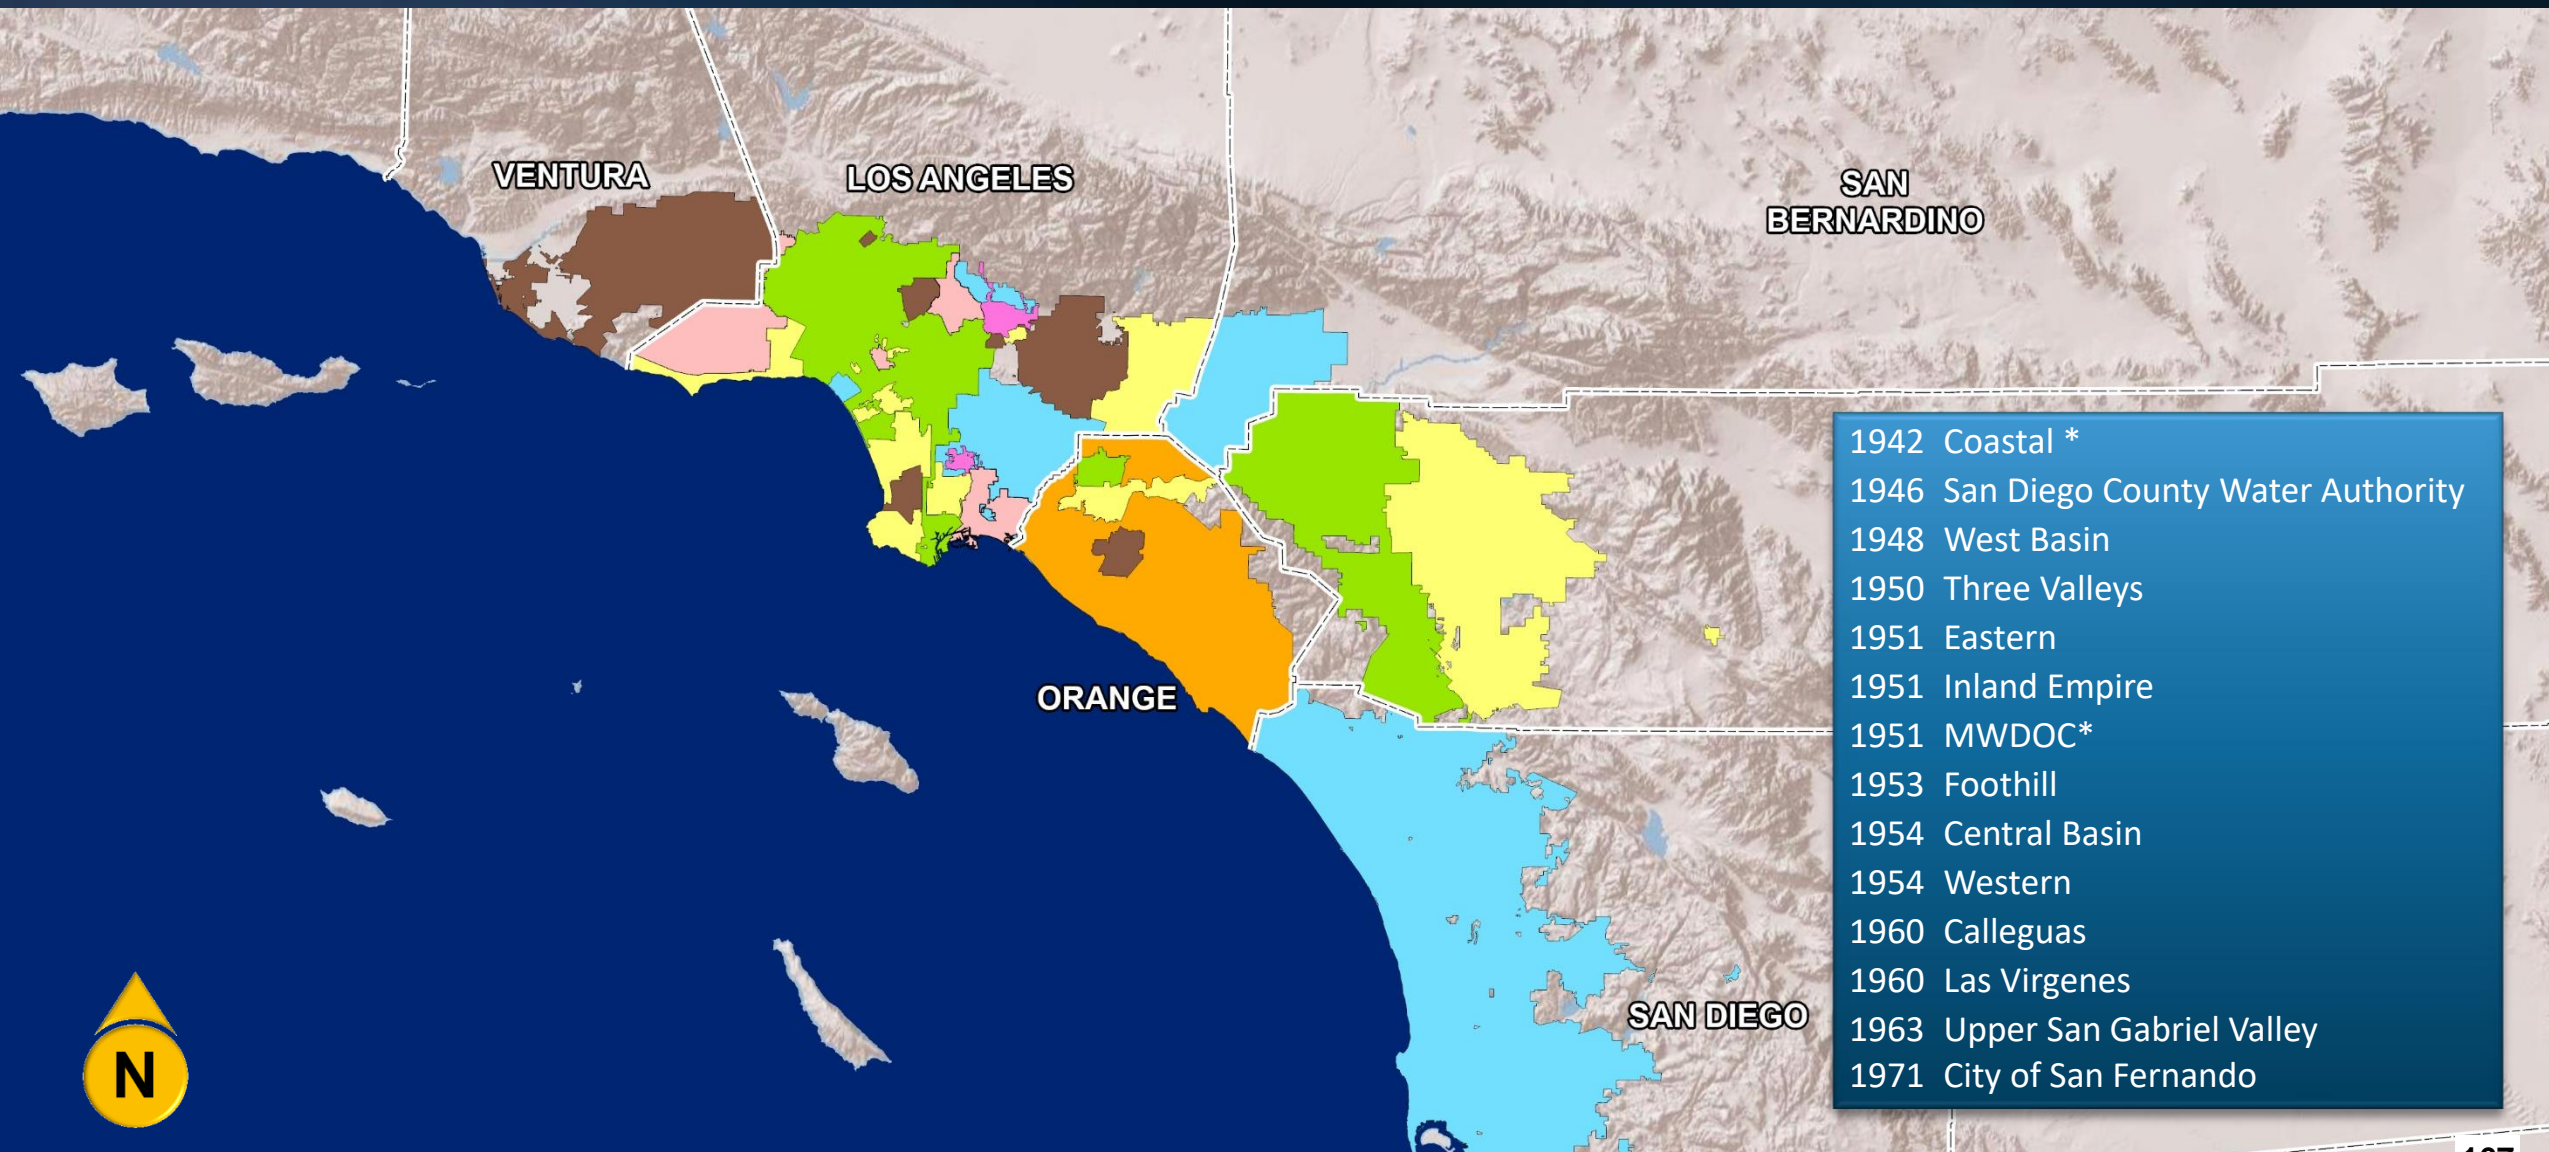 VENTURA
LOS ANGELES
SAN
BERNARDINO
ORANGE
SAN DIEGO
N
1942 Coastal *
1946 San Diego County Water Authority
1948 West Basin
1950 Three Valleys
1951 Eastern
1951 Inland Empire
1951 MWDOC*
1953 Foothill
1954 Central Basin
1954 Western
1960 Calleguas
1960 Las Virgenes
1963 Upper San Gabriel Valley
1971 City of San Fernando